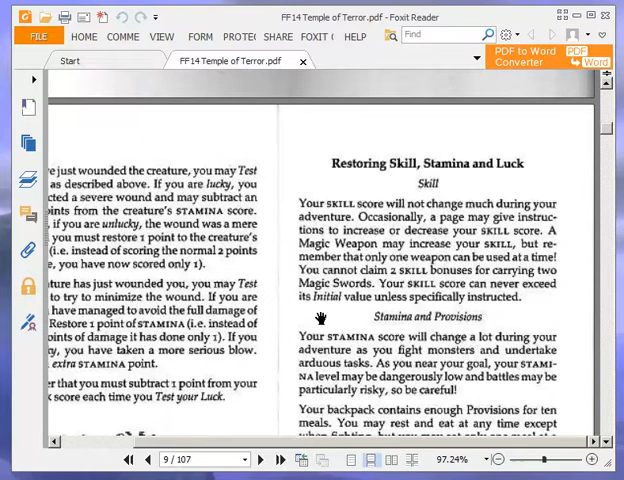 FF14 Temple of Terror.pdf - Foxit Reader
FILE HOME COMME VIEW FORM PROTEC SHARE FOXIT C HELP Find
Start FF14 Temple of Terror.pdf
PDF to Word Converter PDF Word
e just wounded the creature, you may Test
as described above. If you are lucky, you
cted a severe wound and may subtract an
ints from the creature's STAMINA score.
if you are unlucky, the wound was a mere
you must restore 1 point to the creature's
(i.e. instead of scoring the normal 2 points
e, you have now scored only 1).
ture has just wounded you, you may Test
to try to minimize the wound. If you are
have managed to avoid the full damage of
Restore 1 point of STAMINA (i.e. instead of
oints of damage it has done only 1). If you
y, you have taken a more serious blow.
extra STAMINA point.
er that you must subtract 1 point from your
k score each time you Test your Luck.
Restoring Skill, Stamina and Luck
Skill
Your SKILL score will not change much during your
adventure. Occasionally, a page may give instruc-
tions to increase or decrease your SKILL score. A
Magic Weapon may increase your SKILL, but re-
member that only one weapon can be used at a time!
You cannot claim 2 SKILL bonuses for carrying two
Magic Swords. Your SKILL score can never exceed
its Initial value unless specifically instructed.
Stamina and Provisions
Your STAMINA score will change a lot during your
adventure as you fight monsters and undertake
arduous tasks. As you near your goal, your STAMI-
NA level may be dangerously low and battles may be
particularly risky, so be careful!
Your backpack contains enough Provisions for ten
meals. You may rest and eat at any time except
when fighting, but you may eat only one meal at a
9 / 107 97.24%